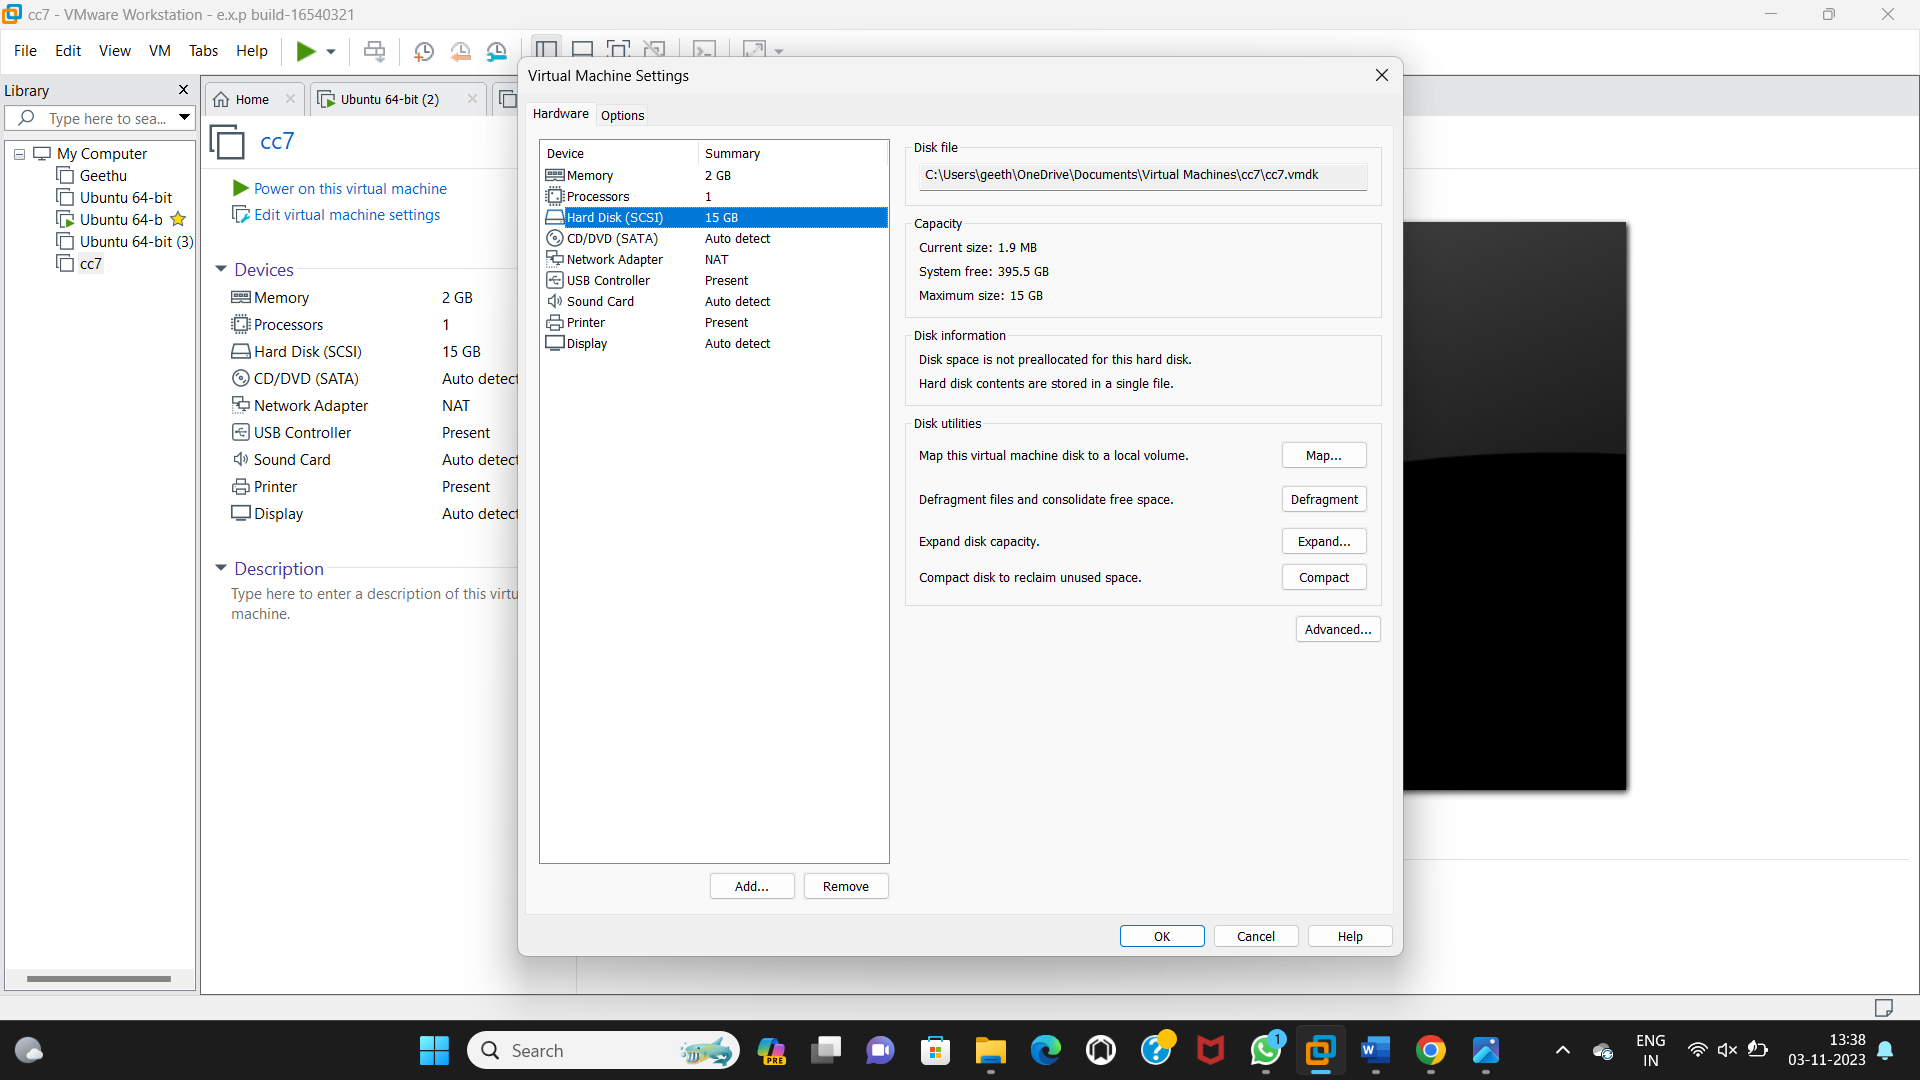 cc7 - VMware Workstation - e.x.p build-16540321
File Edit View VM Tabs Help
Library
Type here to sea...
My Computer
Geethu
Ubuntu 64-bit
Ubuntu 64-b
Ubuntu 64-bit (3)
cc7
Home
Ubuntu 64-bit (2)
cc7
Power on this virtual machine
Edit virtual machine settings
Devices
Memory 2 GB
Processors 1
Hard Disk (SCSI) 15 GB
CD/DVD (SATA) Auto detect
Network Adapter NAT
USB Controller Present
Sound Card Auto detect
Printer Present
Display Auto detect
Description
Type here to enter a description of this virtu
machine.
Virtual Machine Settings
Hardware Options
Device Summary
Memory 2 GB
Processors 1
Hard Disk (SCSI) 15 GB
CD/DVD (SATA) Auto detect
Network Adapter NAT
USB Controller Present
Sound Card Auto detect
Printer Present
Display Auto detect
Add... Remove
Disk file
C:\Users\geeth\OneDrive\Documents\Virtual Machines\cc7\cc7.vmdk
Capacity
Current size: 1.9 MB
System free: 395.5 GB
Maximum size: 15 GB
Disk information
Disk space is not preallocated for this hard disk.
Hard disk contents are stored in a single file.
Disk utilities
Map this virtual machine disk to a local volume. Map...
Defragment files and consolidate free space. Defragment
Expand disk capacity. Expand...
Compact disk to reclaim unused space. Compact
Advanced...
OK Cancel Help
Search
PRE
1
ENG
IN
13:38
03-11-2023